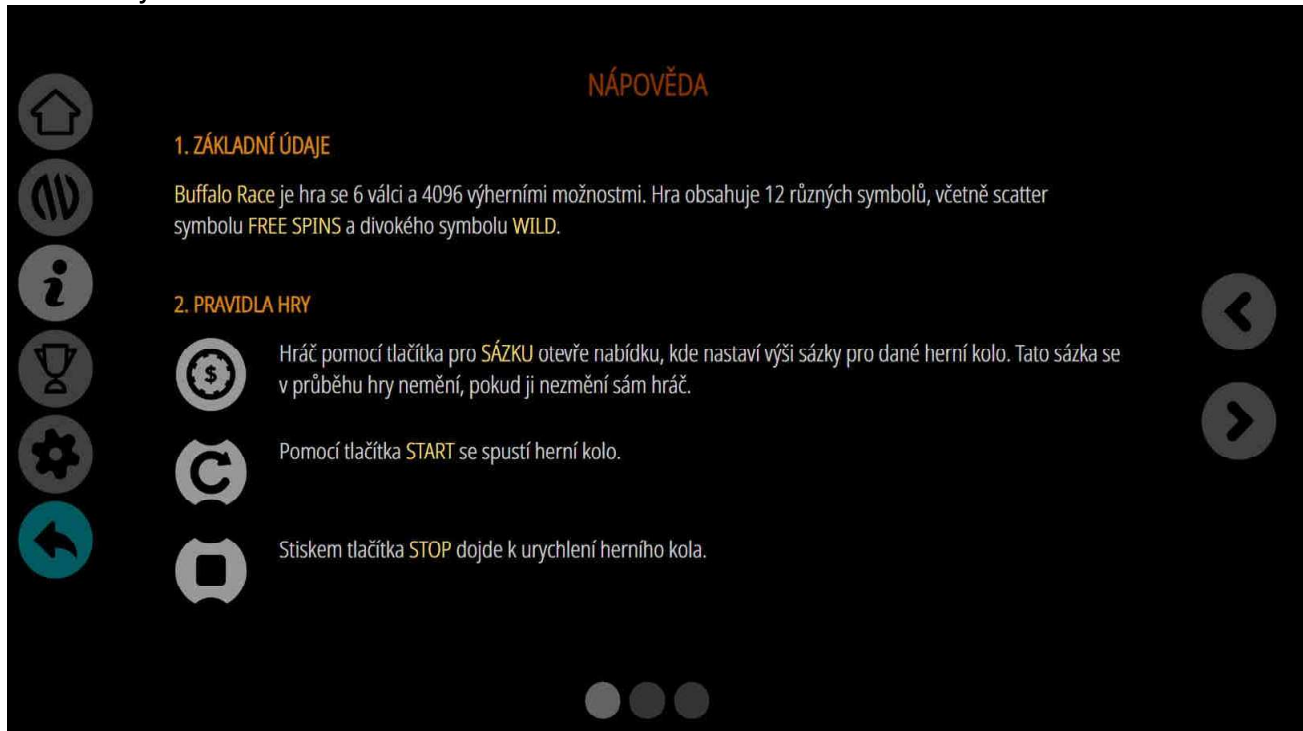 NÁPOVĚDA
1. ZÁKLADNÍ ÚDAJE
Buffalo Race je hra se 6 válci a 4096 výherními možnostmi. Hra obsahuje 12 různých symbolů, včetně scatter
symbolu FREE SPINS a divokého symbolu WILD.
2. PRAVIDLA HRY
Hráč pomocí tlačítka pro SÁZKU otevře nabídku, kde nastaví výši sázky pro dané herní kolo. Tato sázka se
v průběhu hry nemění, pokud ji nezmění sám hráč.
Pomocí tlačítka START se spustí herní kolo.
Stiskem tlačítka STOP dojde k urychlení herního kola.